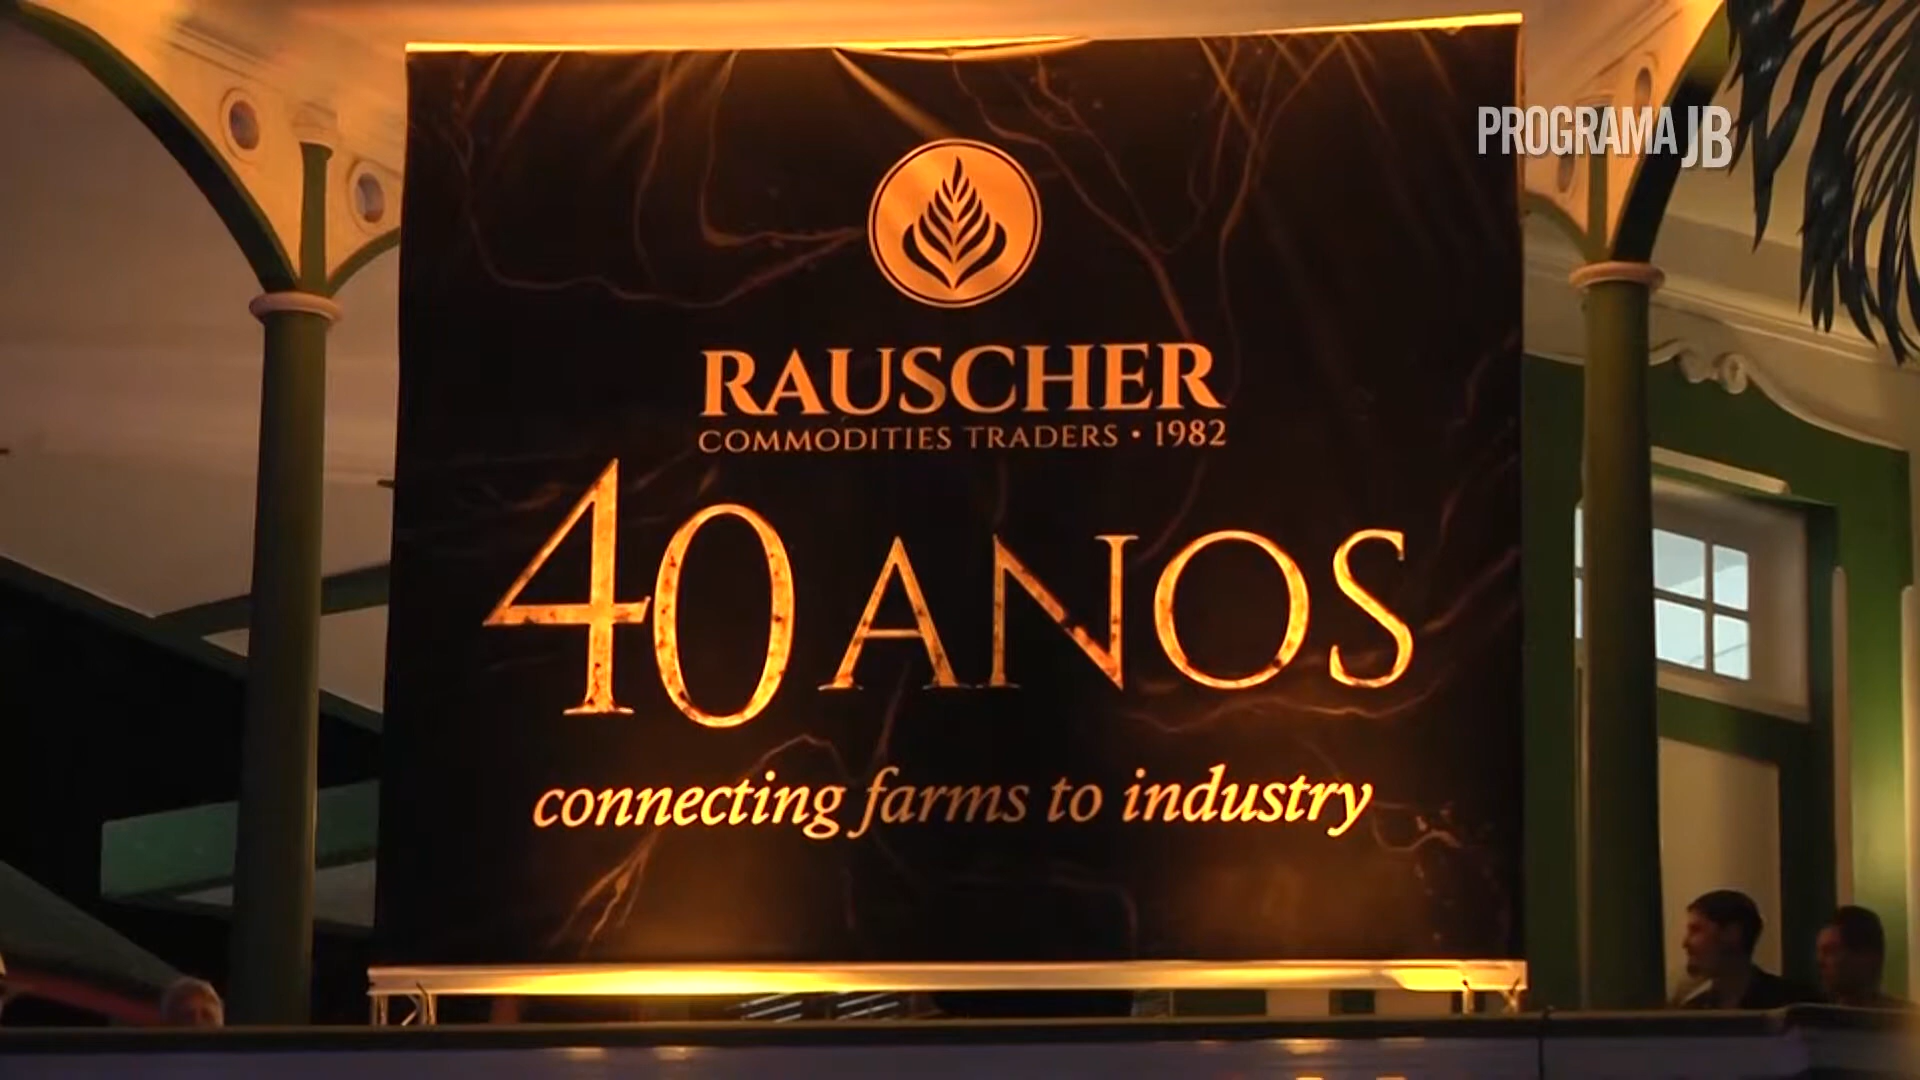 PROGRAMA JB
RAUSCHER
COMMODITIES TRADERS • 1982
40 ANOS
connecting farms to industry